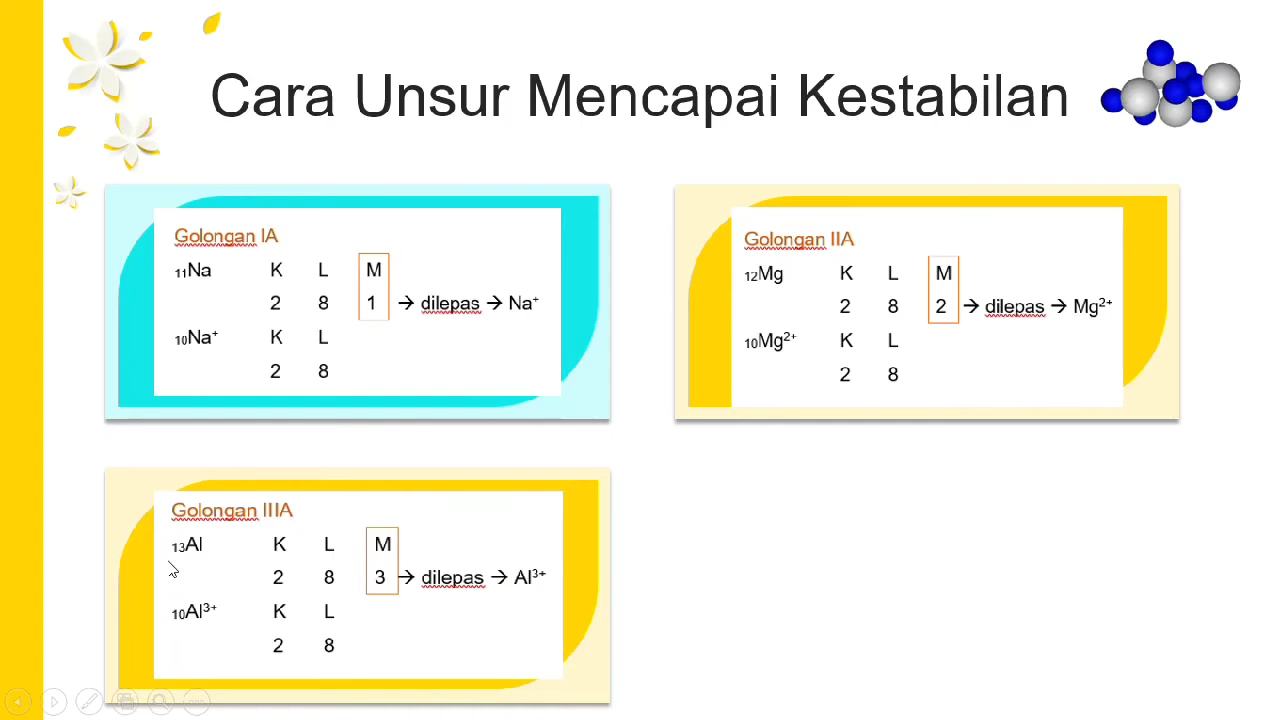 Cara Unsur Mencapai Kestabilan
Golongan IA
₁₁Na K L M
2 8 1 → dilepas → Na⁺
₁₀Na⁺ K L
2 8
Golongan IIA
₁₂Mg K L M
2 8 2 → dilepas → Mg²⁺
₁₀Mg²⁺ K L
2 8
Golongan IIIA
₁₃Al K L M
2 8 3 → dilepas → Al³⁺
₁₀Al³⁺ K L
2 8